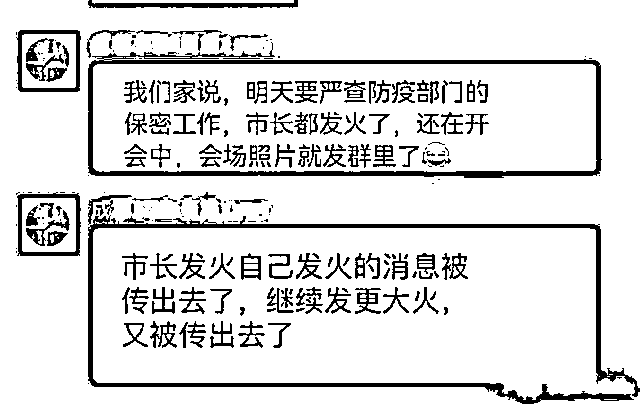 我们家说，明天要严查防疫部门的
保密工作，市长都发火了，还在开
会中，会场照片就发群里了😂
市长发火自己发火的消息被
传出去了，继续发更大火，
又被传出去了